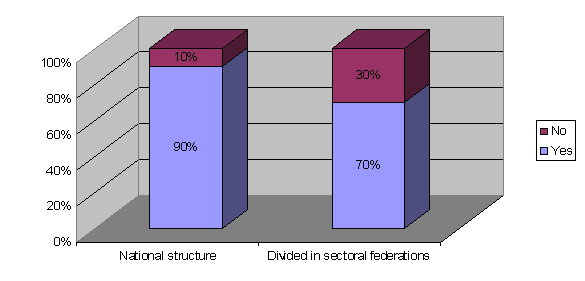 100%
80%
60%
40%
20%
0%
10%
90%
30%
70%
National structure
Divided in sectoral federations
No
Yes